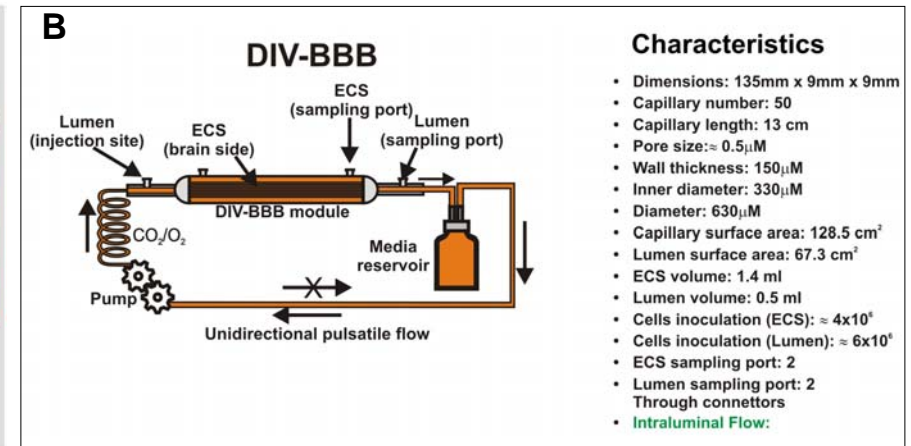 B
DIV-BBB
ECS
(sampling port)
Lumen
(injection site)
ECS
(brain side)
Lumen
(sampling port)
DIV-BBB module
CO2/O2
Media
reservoir
Pump
X
Unidirectional pulsatile flow
Characteristics
• Dimensions: 135mm x 9mm x 9mm
• Capillary number: 50
• Capillary length: 13 cm
• Pore size:≈ 0.5μM
• Wall thickness: 150μM
• Inner diameter: 330μM
• Diameter: 630μM
• Capillary surface area: 128.5 cm²
• Lumen surface area: 67.3 cm²
• ECS volume: 1.4 ml
• Lumen volume: 0.5 ml
• Cells inoculation (ECS): ≈ 4x10⁶
• Cells inoculation (Lumen): ≈ 6x10⁶
• ECS sampling port: 2
• Lumen sampling port: 2
Through connettors
• Intraluminal Flow: